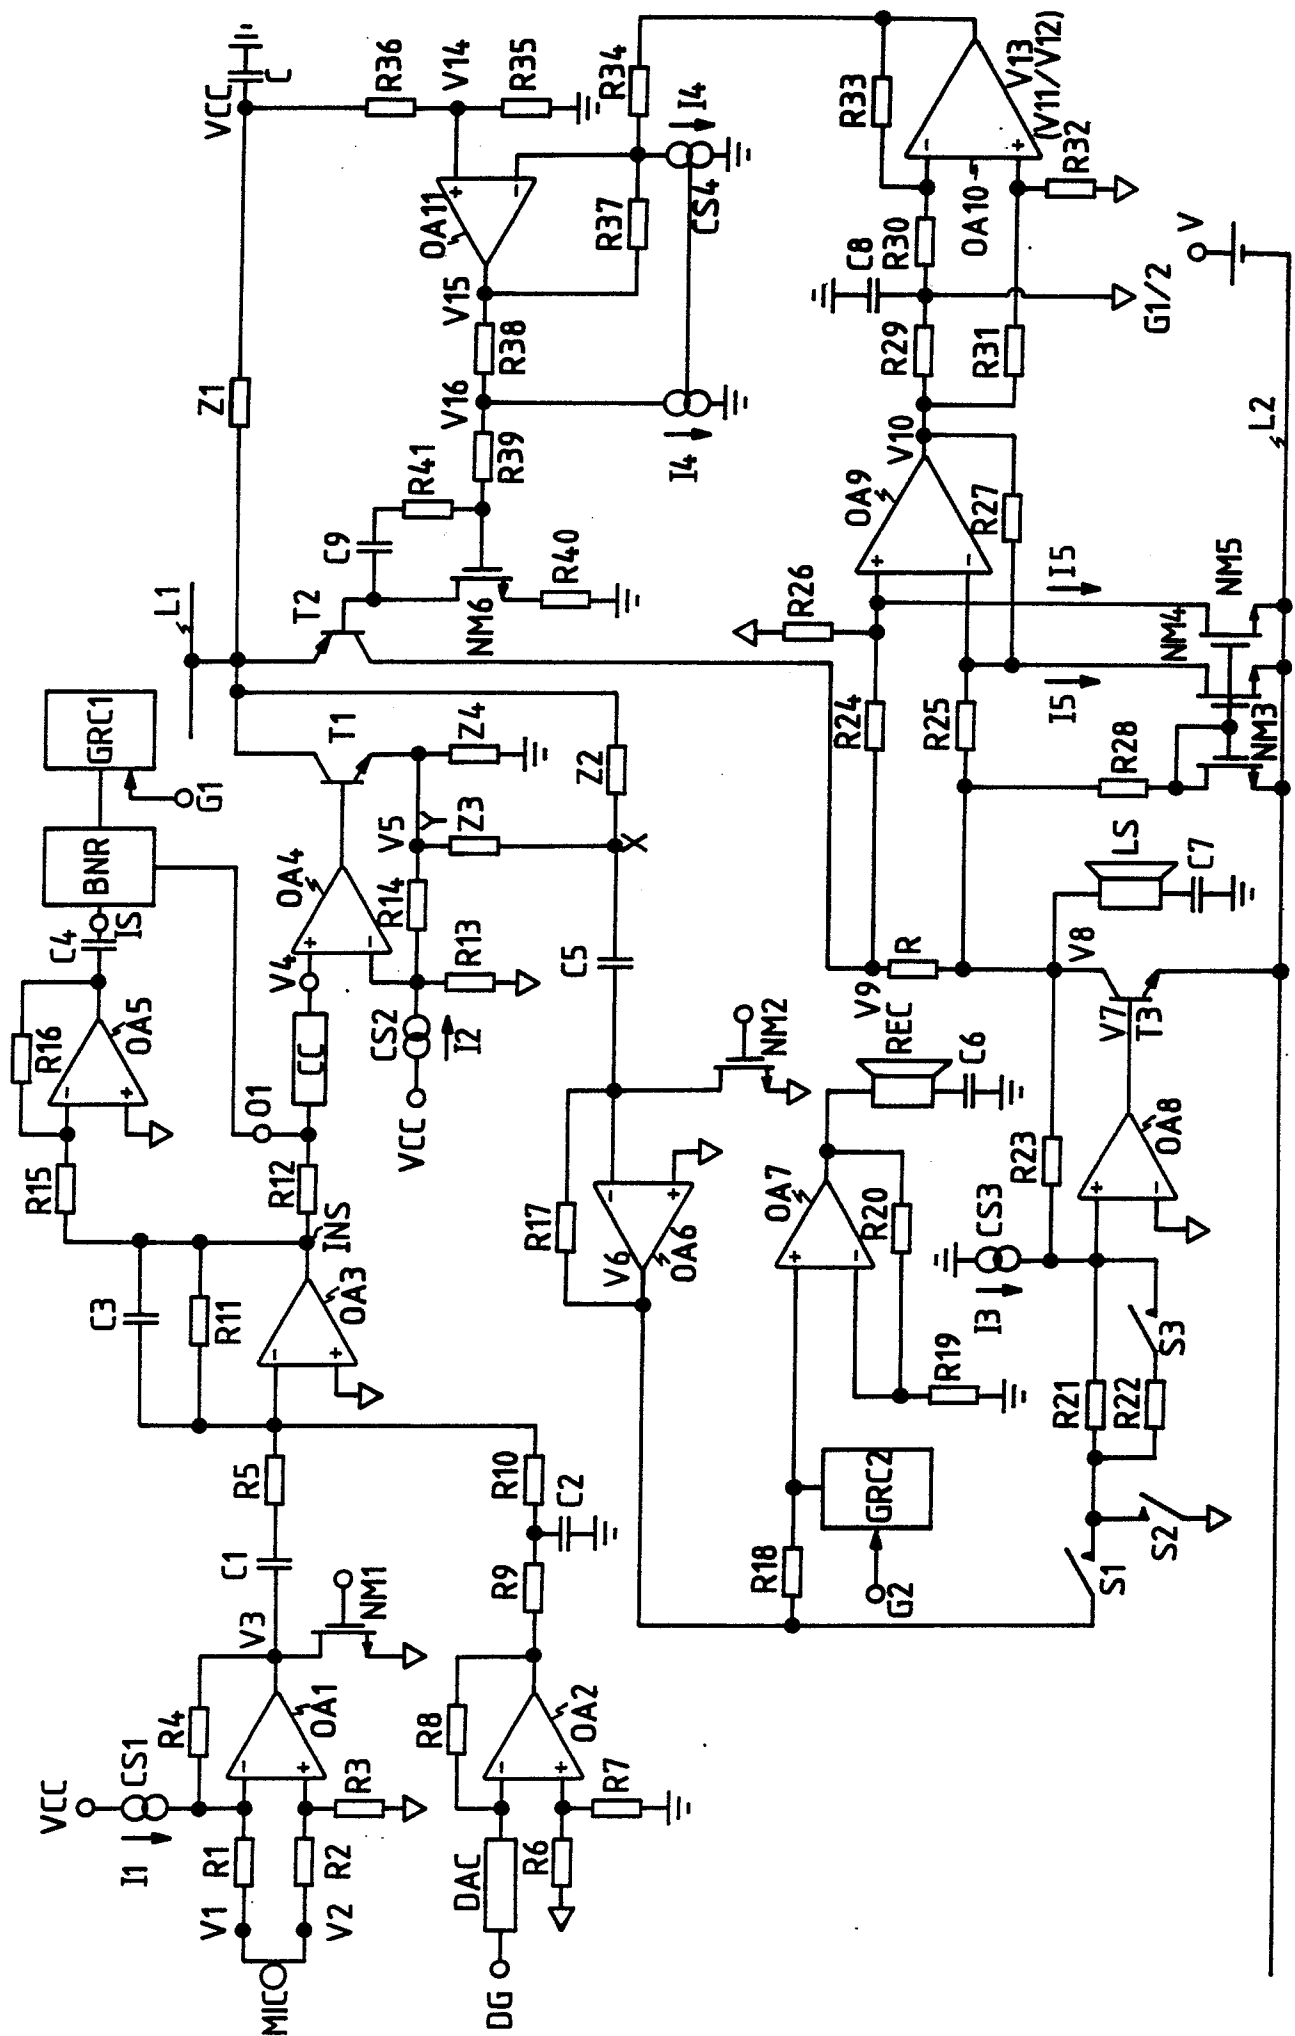 MIC
V1
V2
R1
R2
I1
VCC
CS1
R4
R3
OA1
-
+
V3
NM1
C1
R5
DG
DAC
R6
R7
R8
OA2
-
+
R9
C2
R10
C3
R11
OA3
-
+
INS
R15
R12
O1
R16
OA5
-
+
C4
IS
BNR
GRC1
G1
CC
V4
VCC
CS2
I2
R13
R14
OA4
+
-
V5
Y
T1
Z3
Z4
Z2
X
C5
L1
Z1
VCC
C
T2
C9
R41
NM6
R40
R39
V16
R38
V15
OA11
+
-
V14
R36
R35
R37
R34
I4
CS4
I4
R17
V6
OA6
-
+
NM2
R18
G2
GRC2
R19
R20
OA7
+
-
REC
C6
S1
S2
R21
R22
S3
I3
CS3
R23
OA8
+
-
V7
T3
V8
V9
R
LS
C7
R24
R25
R26
R28
NM3
NM4
NM5
I5
I5
OA9
+
-
R27
V10
R29
R31
C8
R30
G1/2
OA10
-
+
R33
R32
V13
(V11/V12)
V
L2